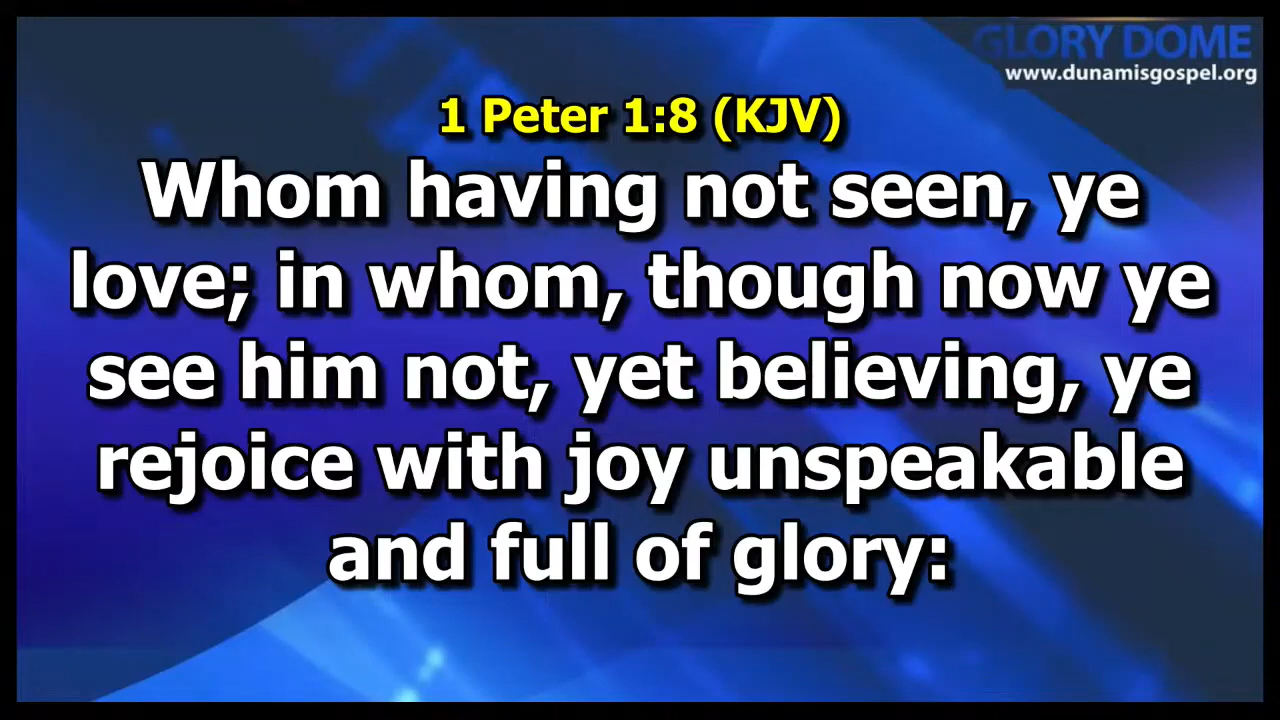 GLORY DOME
www.dunamisgospel.org
1 Peter 1:8 (KJV)
Whom having not seen, ye
love; in whom, though now ye
see him not, yet believing, ye
rejoice with joy unspeakable
and full of glory: